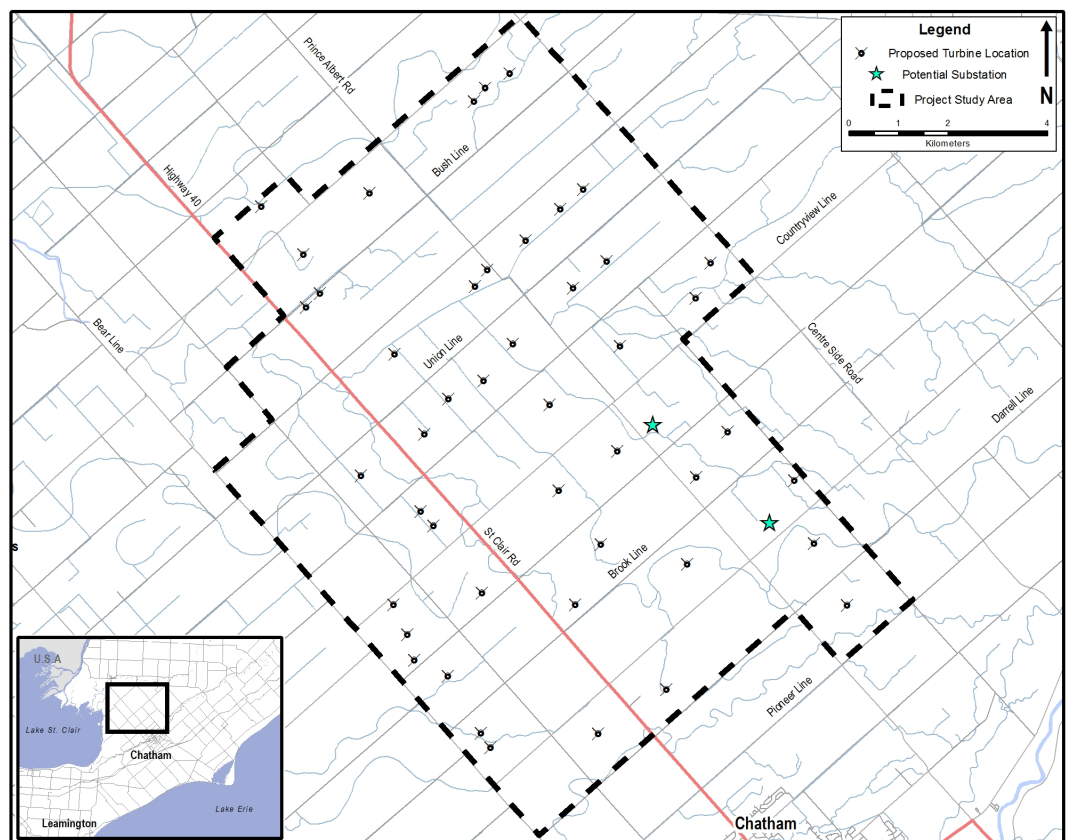 Legend
Proposed Turbine Location
Potential Substation
Project Study Area
N
0 1 2 4
Kilometers
Prince Albert Rd
Bush Line
Highway 40
Countryview Line
Bear Line
Union Line
Centre Side Road
Darrell Line
St Clair Rd
Brook Line
Pioneer Line
Chatham
s
U.S.A
Lake St. Clair
Chatham
Lake Erie
Leamington